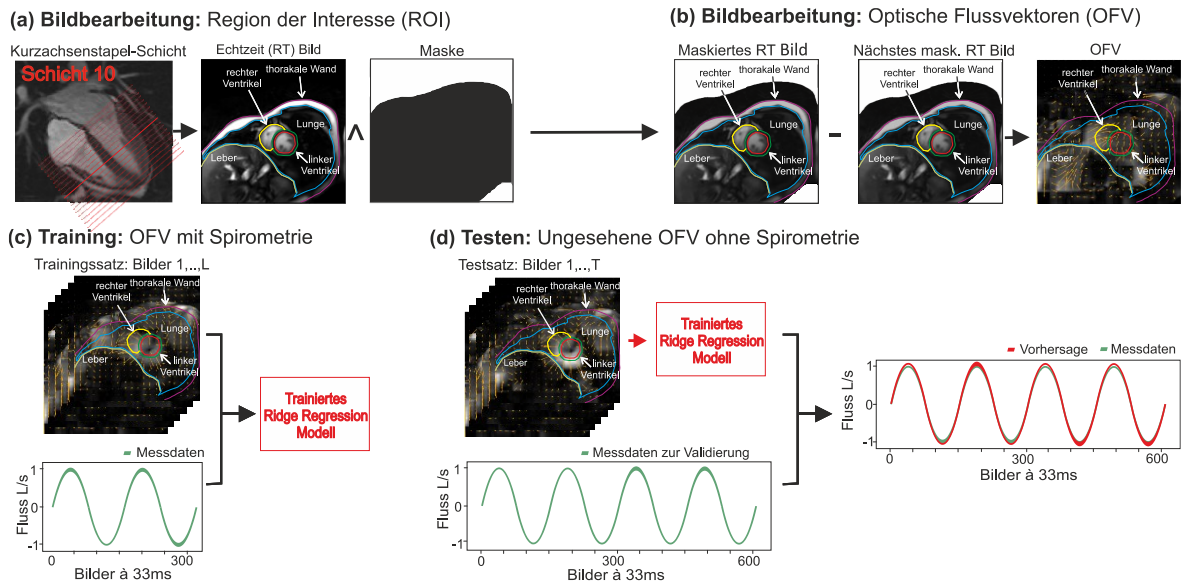 (a) Bildbearbeitung: Region der Interesse (ROI)
Kurzachsenstapel-Schicht
Schicht 10
Echtzeit (RT) Bild
rechter
Ventrikel
thorakale Wand
Lunge
Leber
linker
Ventrikel
Λ
Maske
(b) Bildbearbeitung: Optische Flussvektoren (OFV)
Maskiertes RT Bild
rechter
Ventrikel
thorakale Wand
Lunge
Leber
linker
Ventrikel
-
Nächstes mask. RT Bild
rechter
Ventrikel
thorakale Wand
Lunge
Leber
linker
Ventrikel
OFV
rechter
Ventrikel
thorakale Wand
Lunge
Leber
linker
Ventrikel
(c) Training: OFV mit Spirometrie
Trainingssatz: Bilder 1,..,L
rechter
Ventrikel
thorakale Wand
Lunge
Leber
linker
Ventrikel
Trainiertes
Ridge Regression
Modell
Messdaten
Fluss L/s
1
0
-1
0 300
Bilder à 33ms
(d) Testen: Ungesehene OFV ohne Spirometrie
Testsatz: Bilder 1,..,T
rechter
Ventrikel
thorakale Wand
Lunge
Leber
linker
Ventrikel
Trainiertes
Ridge Regression
Modell
Messdaten zur Validierung
Fluss L/s
1
0
-1
0 300 600
Bilder à 33ms
Vorhersage Messdaten
Fluss L/s
1
0
-1
0 300 600
Bilder à 33ms